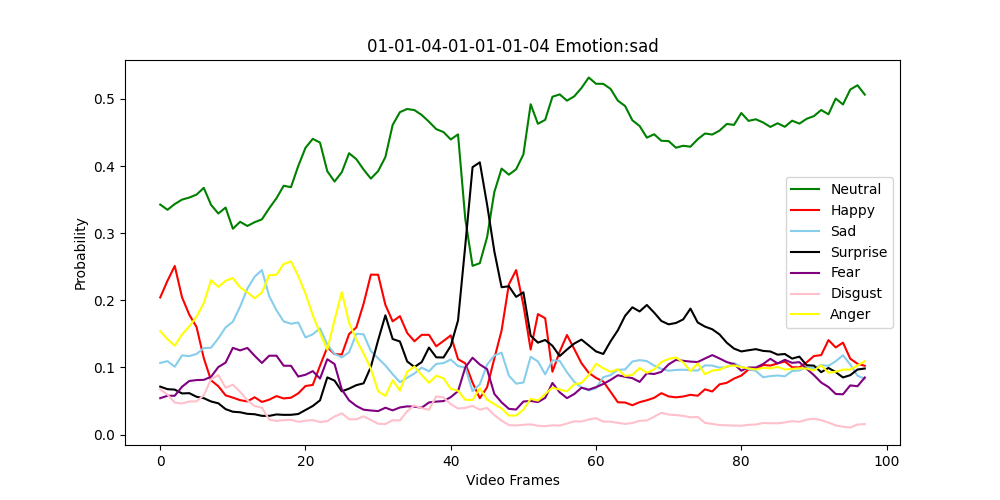 01-01-04-01-01-01-04 Emotion:sad
Probability
0.5
0.4
0.3
0.2
0.1
0.0
Neutral
Happy
Sad
Surprise
Fear
Disgust
Anger
0 20 40 60 80 100
Video Frames